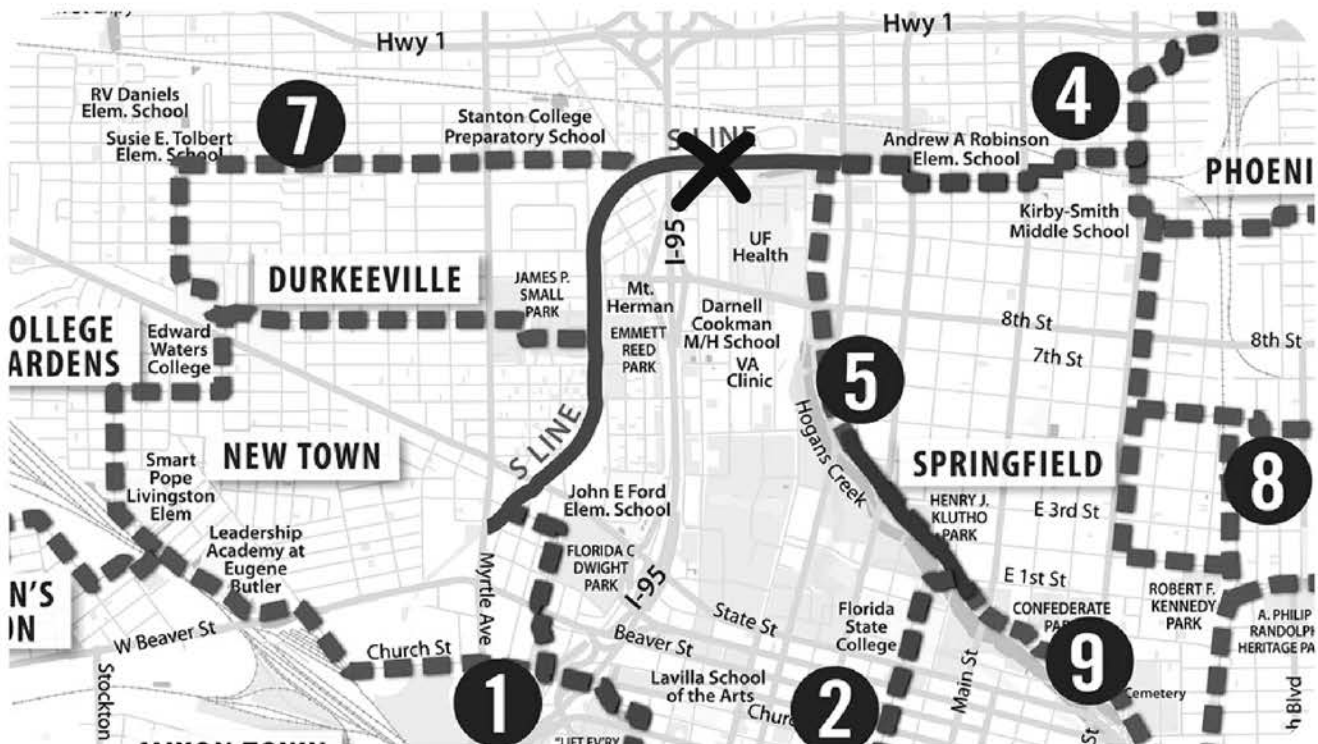 Hwy 1
Hwy 1
RV Daniels
Elem. School
Susie E. Tolbert
Elem. School
7
Stanton College
Preparatory School
S LINE
Andrew A Robinson
Elem. School
4
PHOENI
Kirby-Smith
Middle School
I-95
UF
Health
DURKEEVILLE
JAMES P.
SMALL
PARK
Mt.
Herman
EMMETT
REED
PARK
Darnell
Cookman
M/H School
VA
Clinic
8th St
7th St
8th St
OLLEGE
ARDENS
Edward
Waters
College
5
Hogans Creek
NEW TOWN
S LINE
SPRINGFIELD
8
Smart
Pope
Livingston
Elem
John E Ford
Elem. School
HENRY J.
KLUTHO
PARK
E 3rd St
Leadership
Academy at
Eugene
Butler
Myrtle Ave
FLORIDA C
DWIGHT
PARK
I-95
E 1st St
N'S
ON
W Beaver St
Church St
State St
Beaver St
Florida
State
College
CONFEDERATE
ROBERT F.
KENNEDY
PARK
A. PHILIP
RANDOLPH
HERITAGE PA
Stockton
1
Lavilla School
of the Arts
2
Main St
9
Cemetery
St
h Blvd